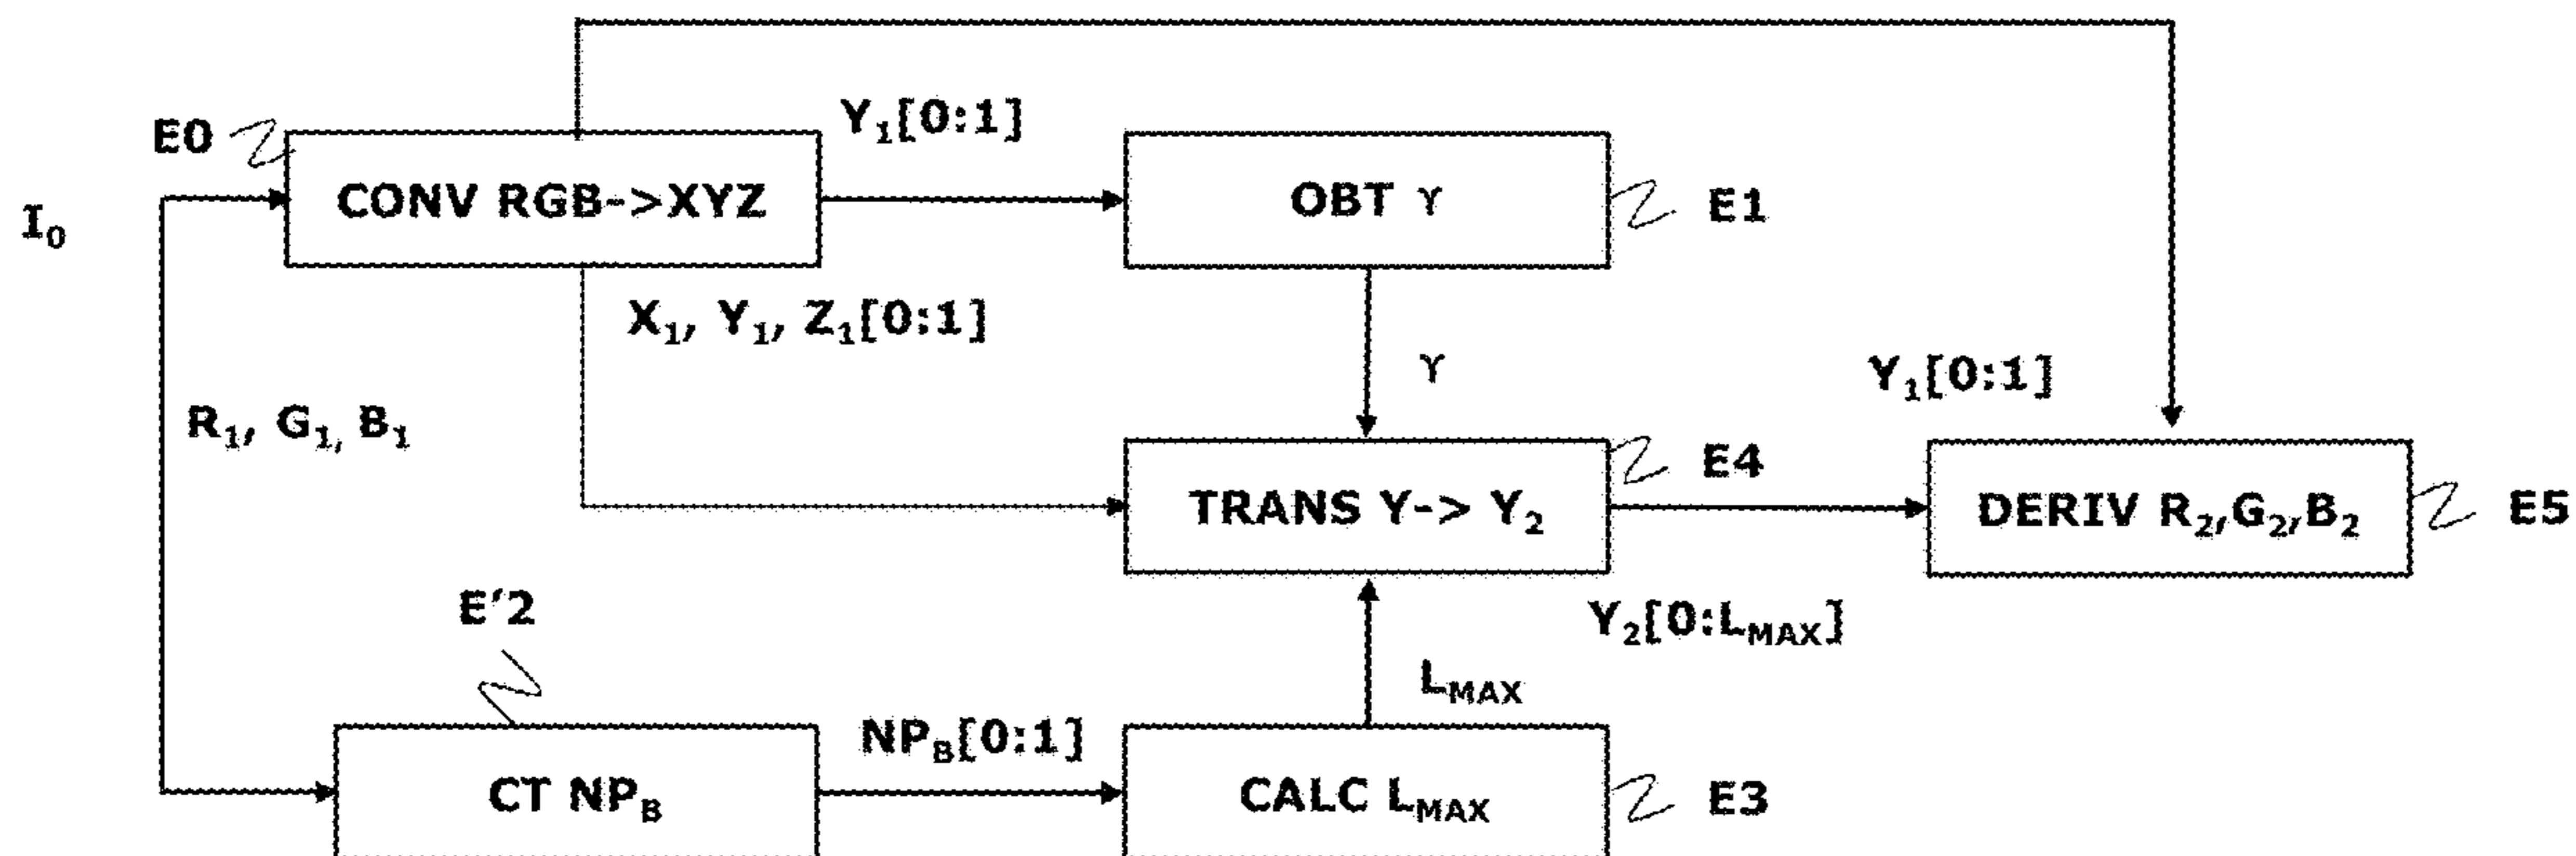 E0
Y₁[0:1]
I₀
CONV RGB->XYZ
OBT γ
E1
X₁, Y₁, Z₁[0:1]
γ
Y₁[0:1]
R₁, G₁, B₁
E4
TRANS Y-> Y₂
DERIV R₂,G₂,B₂
E5
E'2
Y₂[0:L_MAX]
L_MAX
NP_B[0:1]
CT NP_B
CALC L_MAX
E3